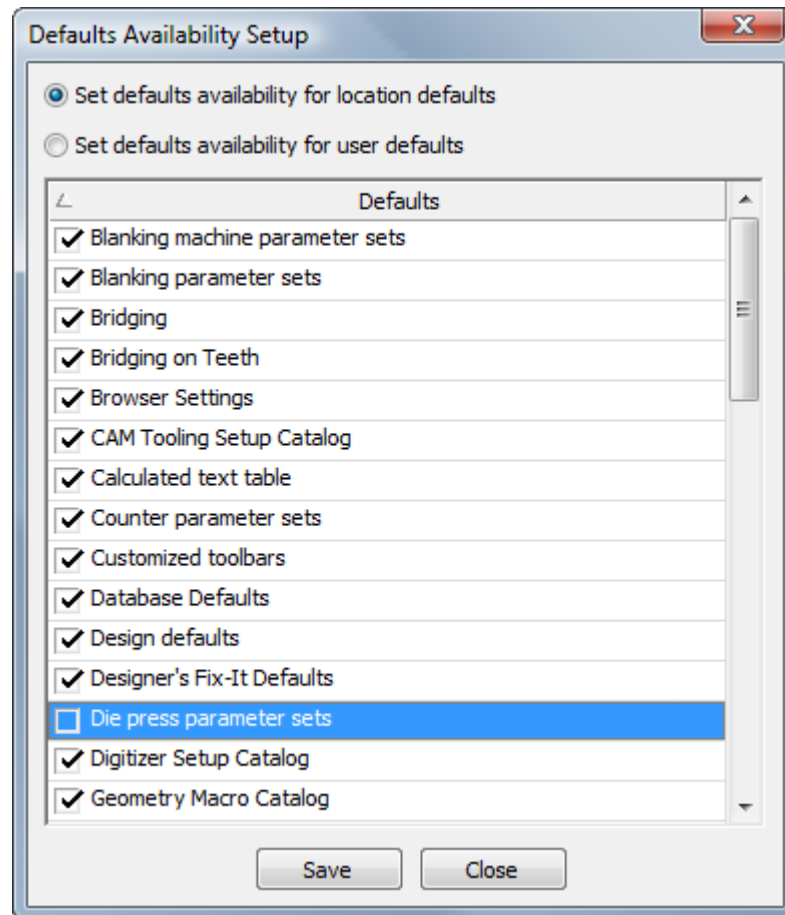 Defaults Availability Setup
Set defaults availability for location defaults
Set defaults availability for user defaults
Defaults
Blanking machine parameter sets
Blanking parameter sets
Bridging
Bridging on Teeth
Browser Settings
CAM Tooling Setup Catalog
Calculated text table
Counter parameter sets
Customized toolbars
Database Defaults
Design defaults
Designer's Fix-It Defaults
Die press parameter sets
Digitizer Setup Catalog
Geometry Macro Catalog
Save Close